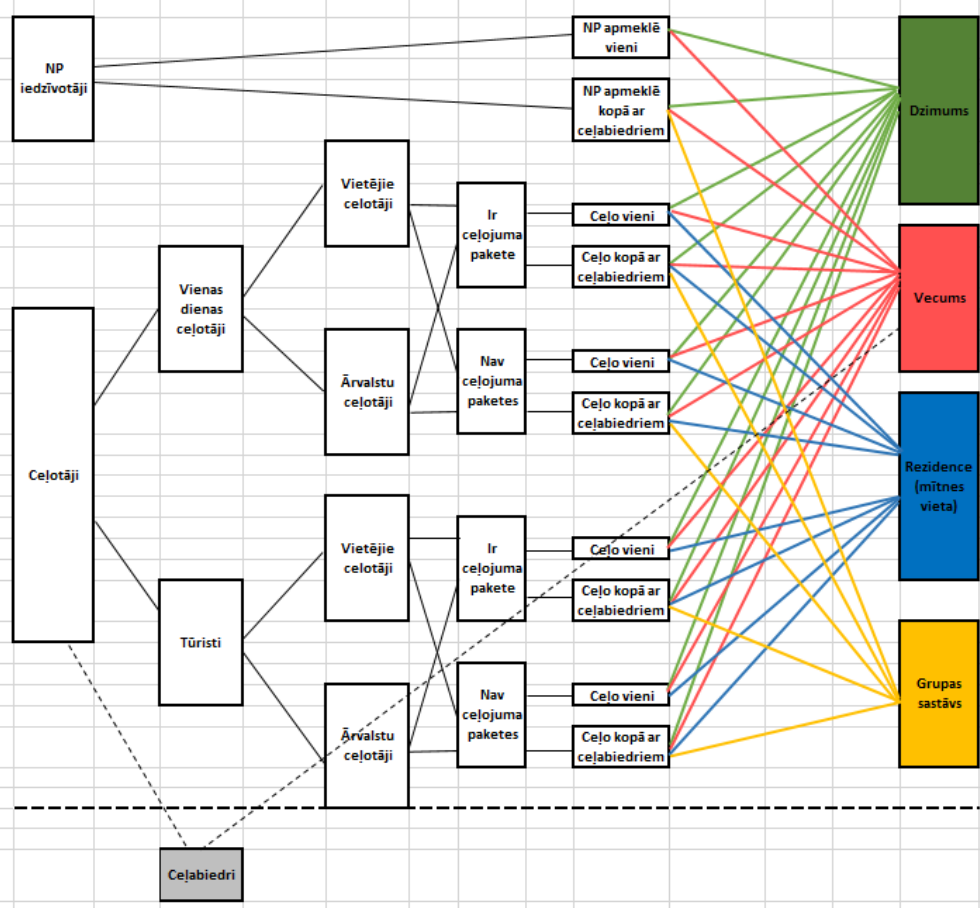 NP
iedzīvotāji
NP apmeklē
vieni
NP apmeklē
kopā ar
ceļabiedriem
Dzimums
Vietējie
celotāji
Ir
ceļojuma
pakete
Ceļo vieni
Ceļo kopā ar
ceļabiedriem
Vienas
dienas
ceļotāji
Vecums
Ārvalstu
ceļotāji
Nav
ceļojuma
paketes
Ceļo vieni
Ceļo kopā ar
ceļabiedriem
Ceļotāji
Rezidence
(mītnes
vieta)
Vietējie
celotāji
Ir
ceļojuma
pakete
Ceļo vieni
Ceļo kopā ar
ceļabiedriem
Tūristi
Grupas
sastāvs
Ārvalstu
ceļotāji
Nav
ceļojuma
paketes
Ceļo vieni
Ceļo kopā ar
ceļabiedriem
Ceļabiedri